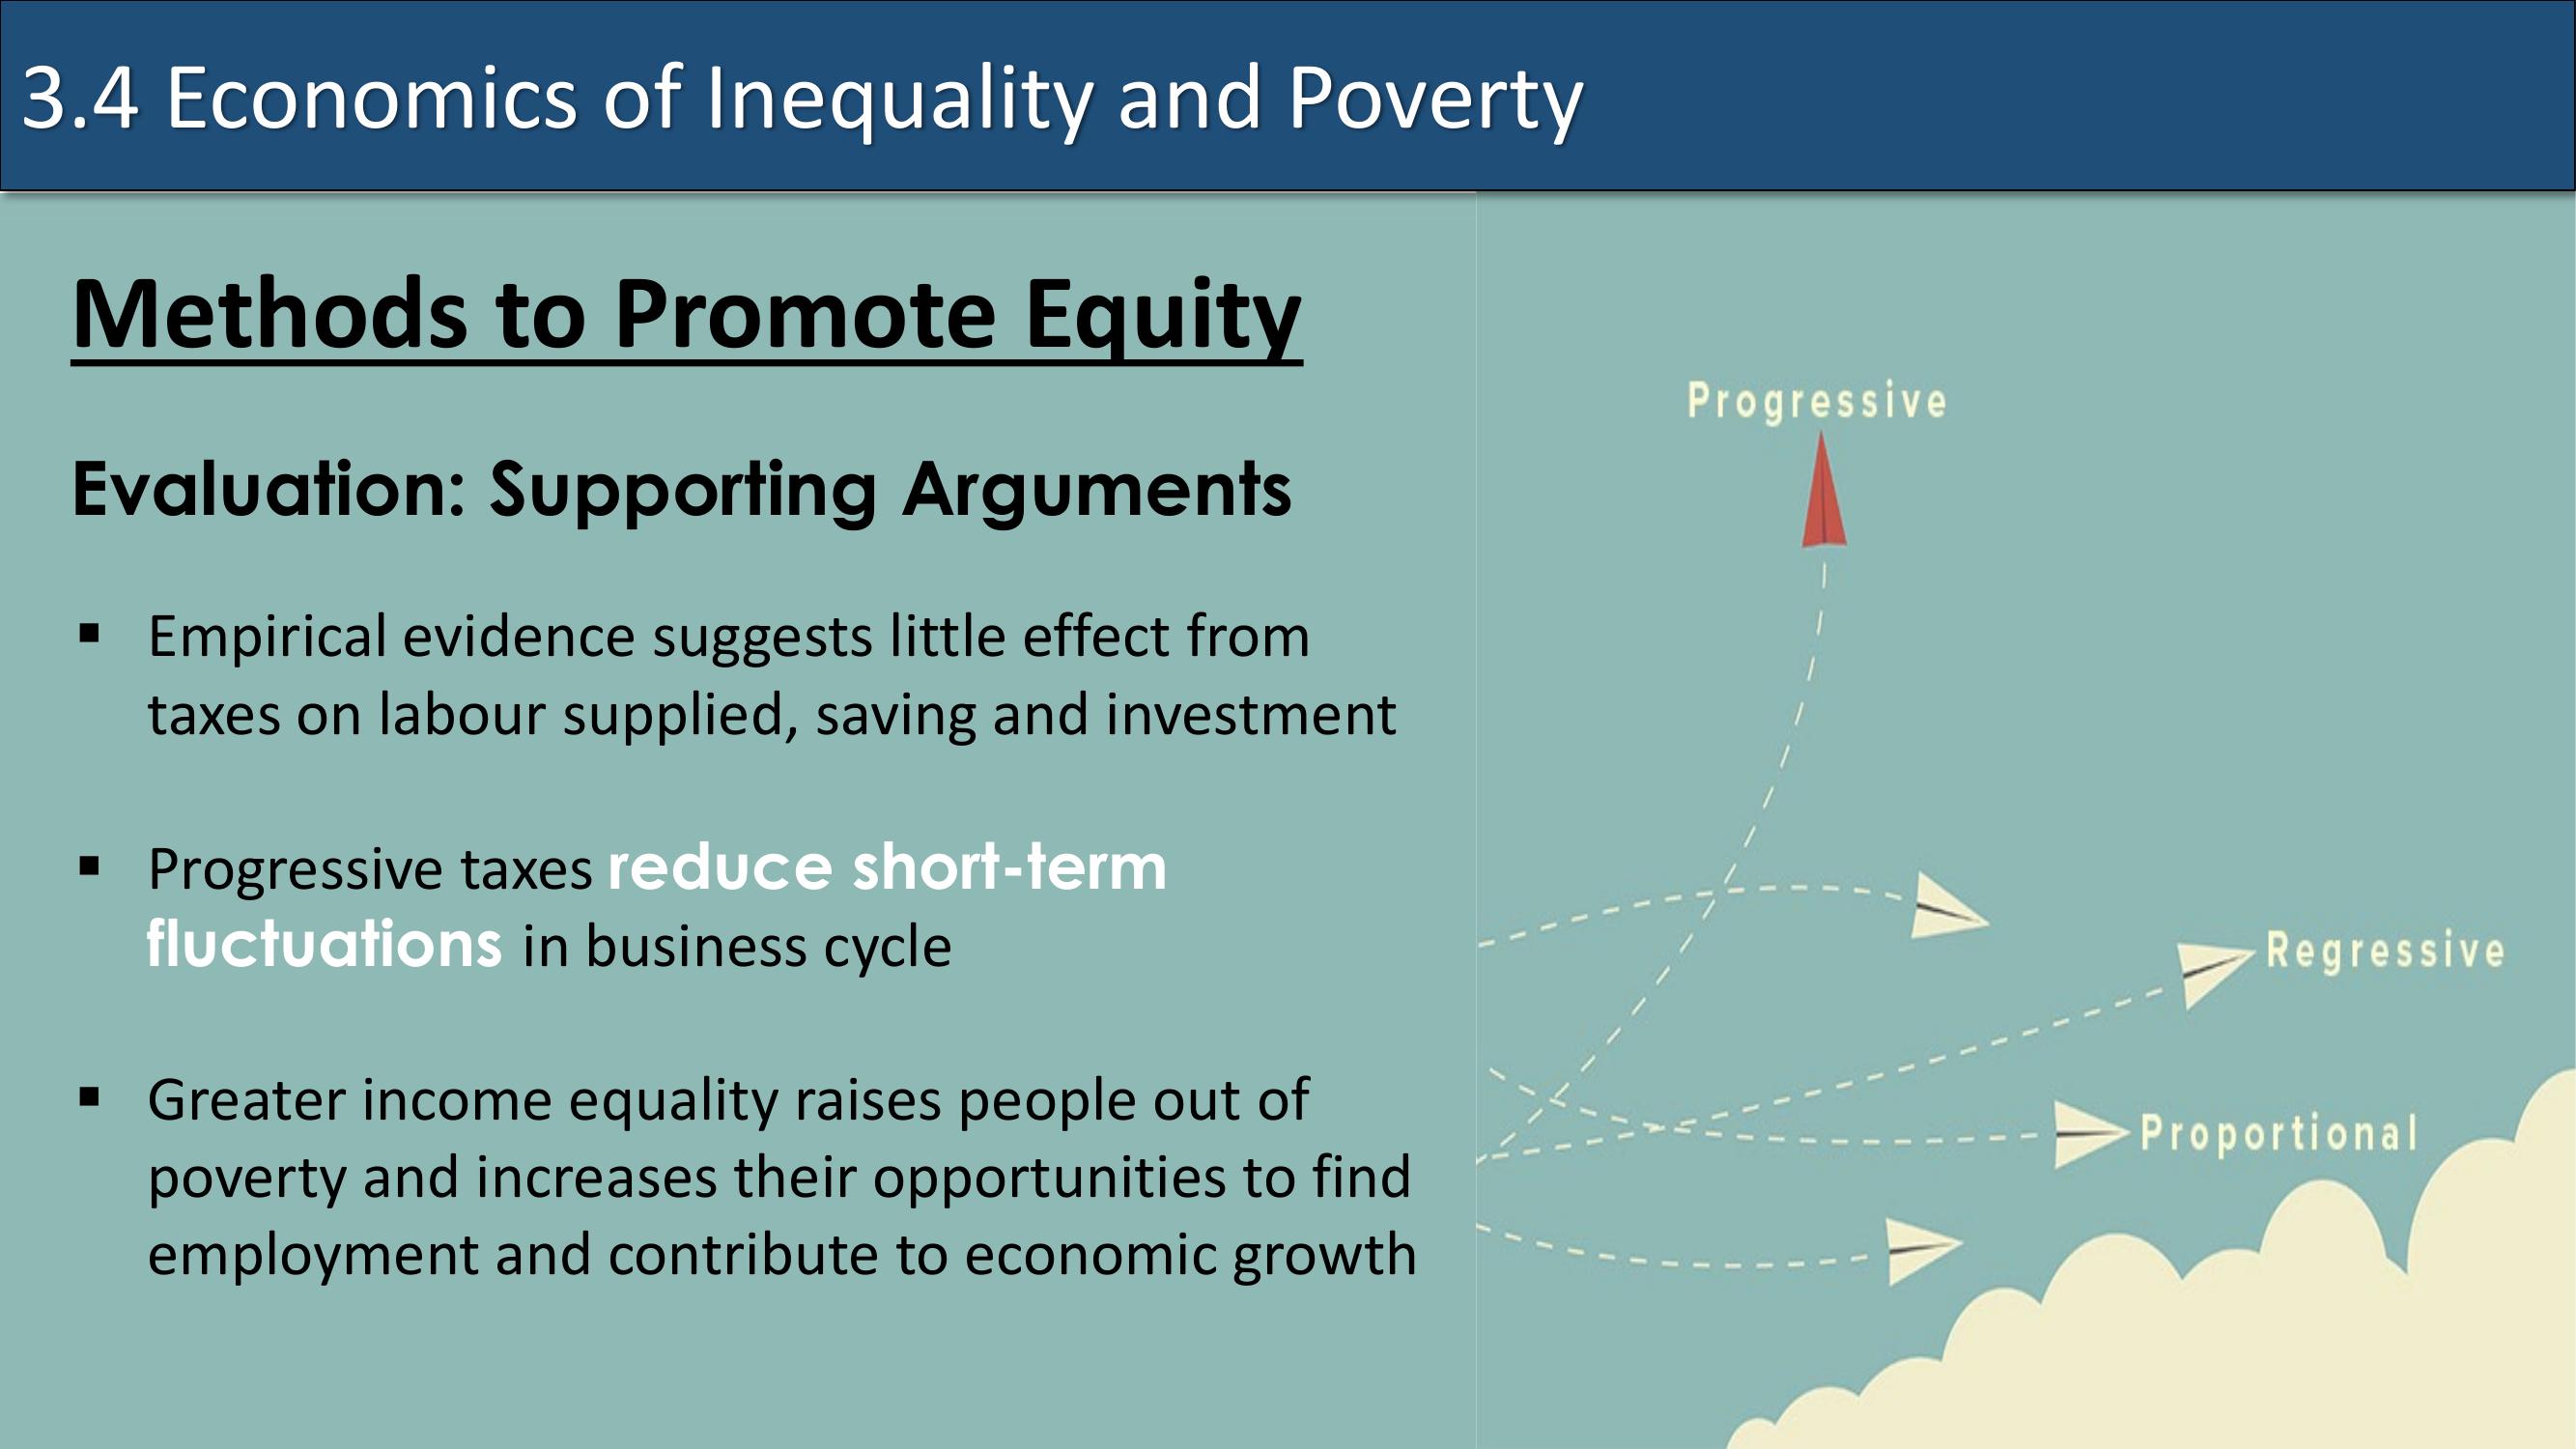 3.4 Economics of Inequality and Poverty
Methods to Promote Equity
Evaluation: Supporting Arguments
▪ Empirical evidence suggests little effect from
taxes on labour supplied, saving and investment
▪ Progressive taxes reduce short-term
fluctuations in business cycle
▪ Greater income equality raises people out of
poverty and increases their opportunities to find
employment and contribute to economic growth
Progressive
Regressive
Proportional